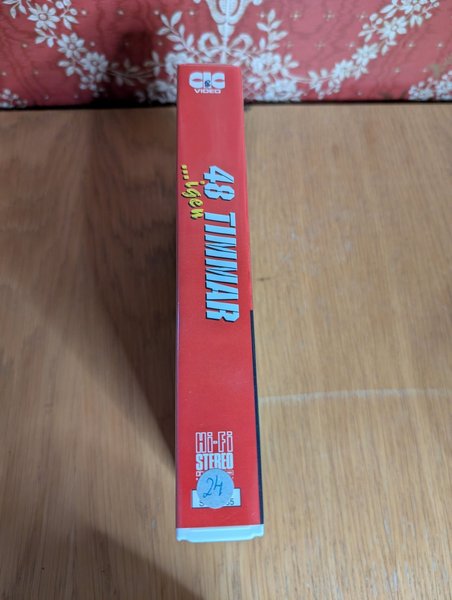 CIC
VIDEO
48 TIMMAR
...igen
Hi-Fi
STEREO
24